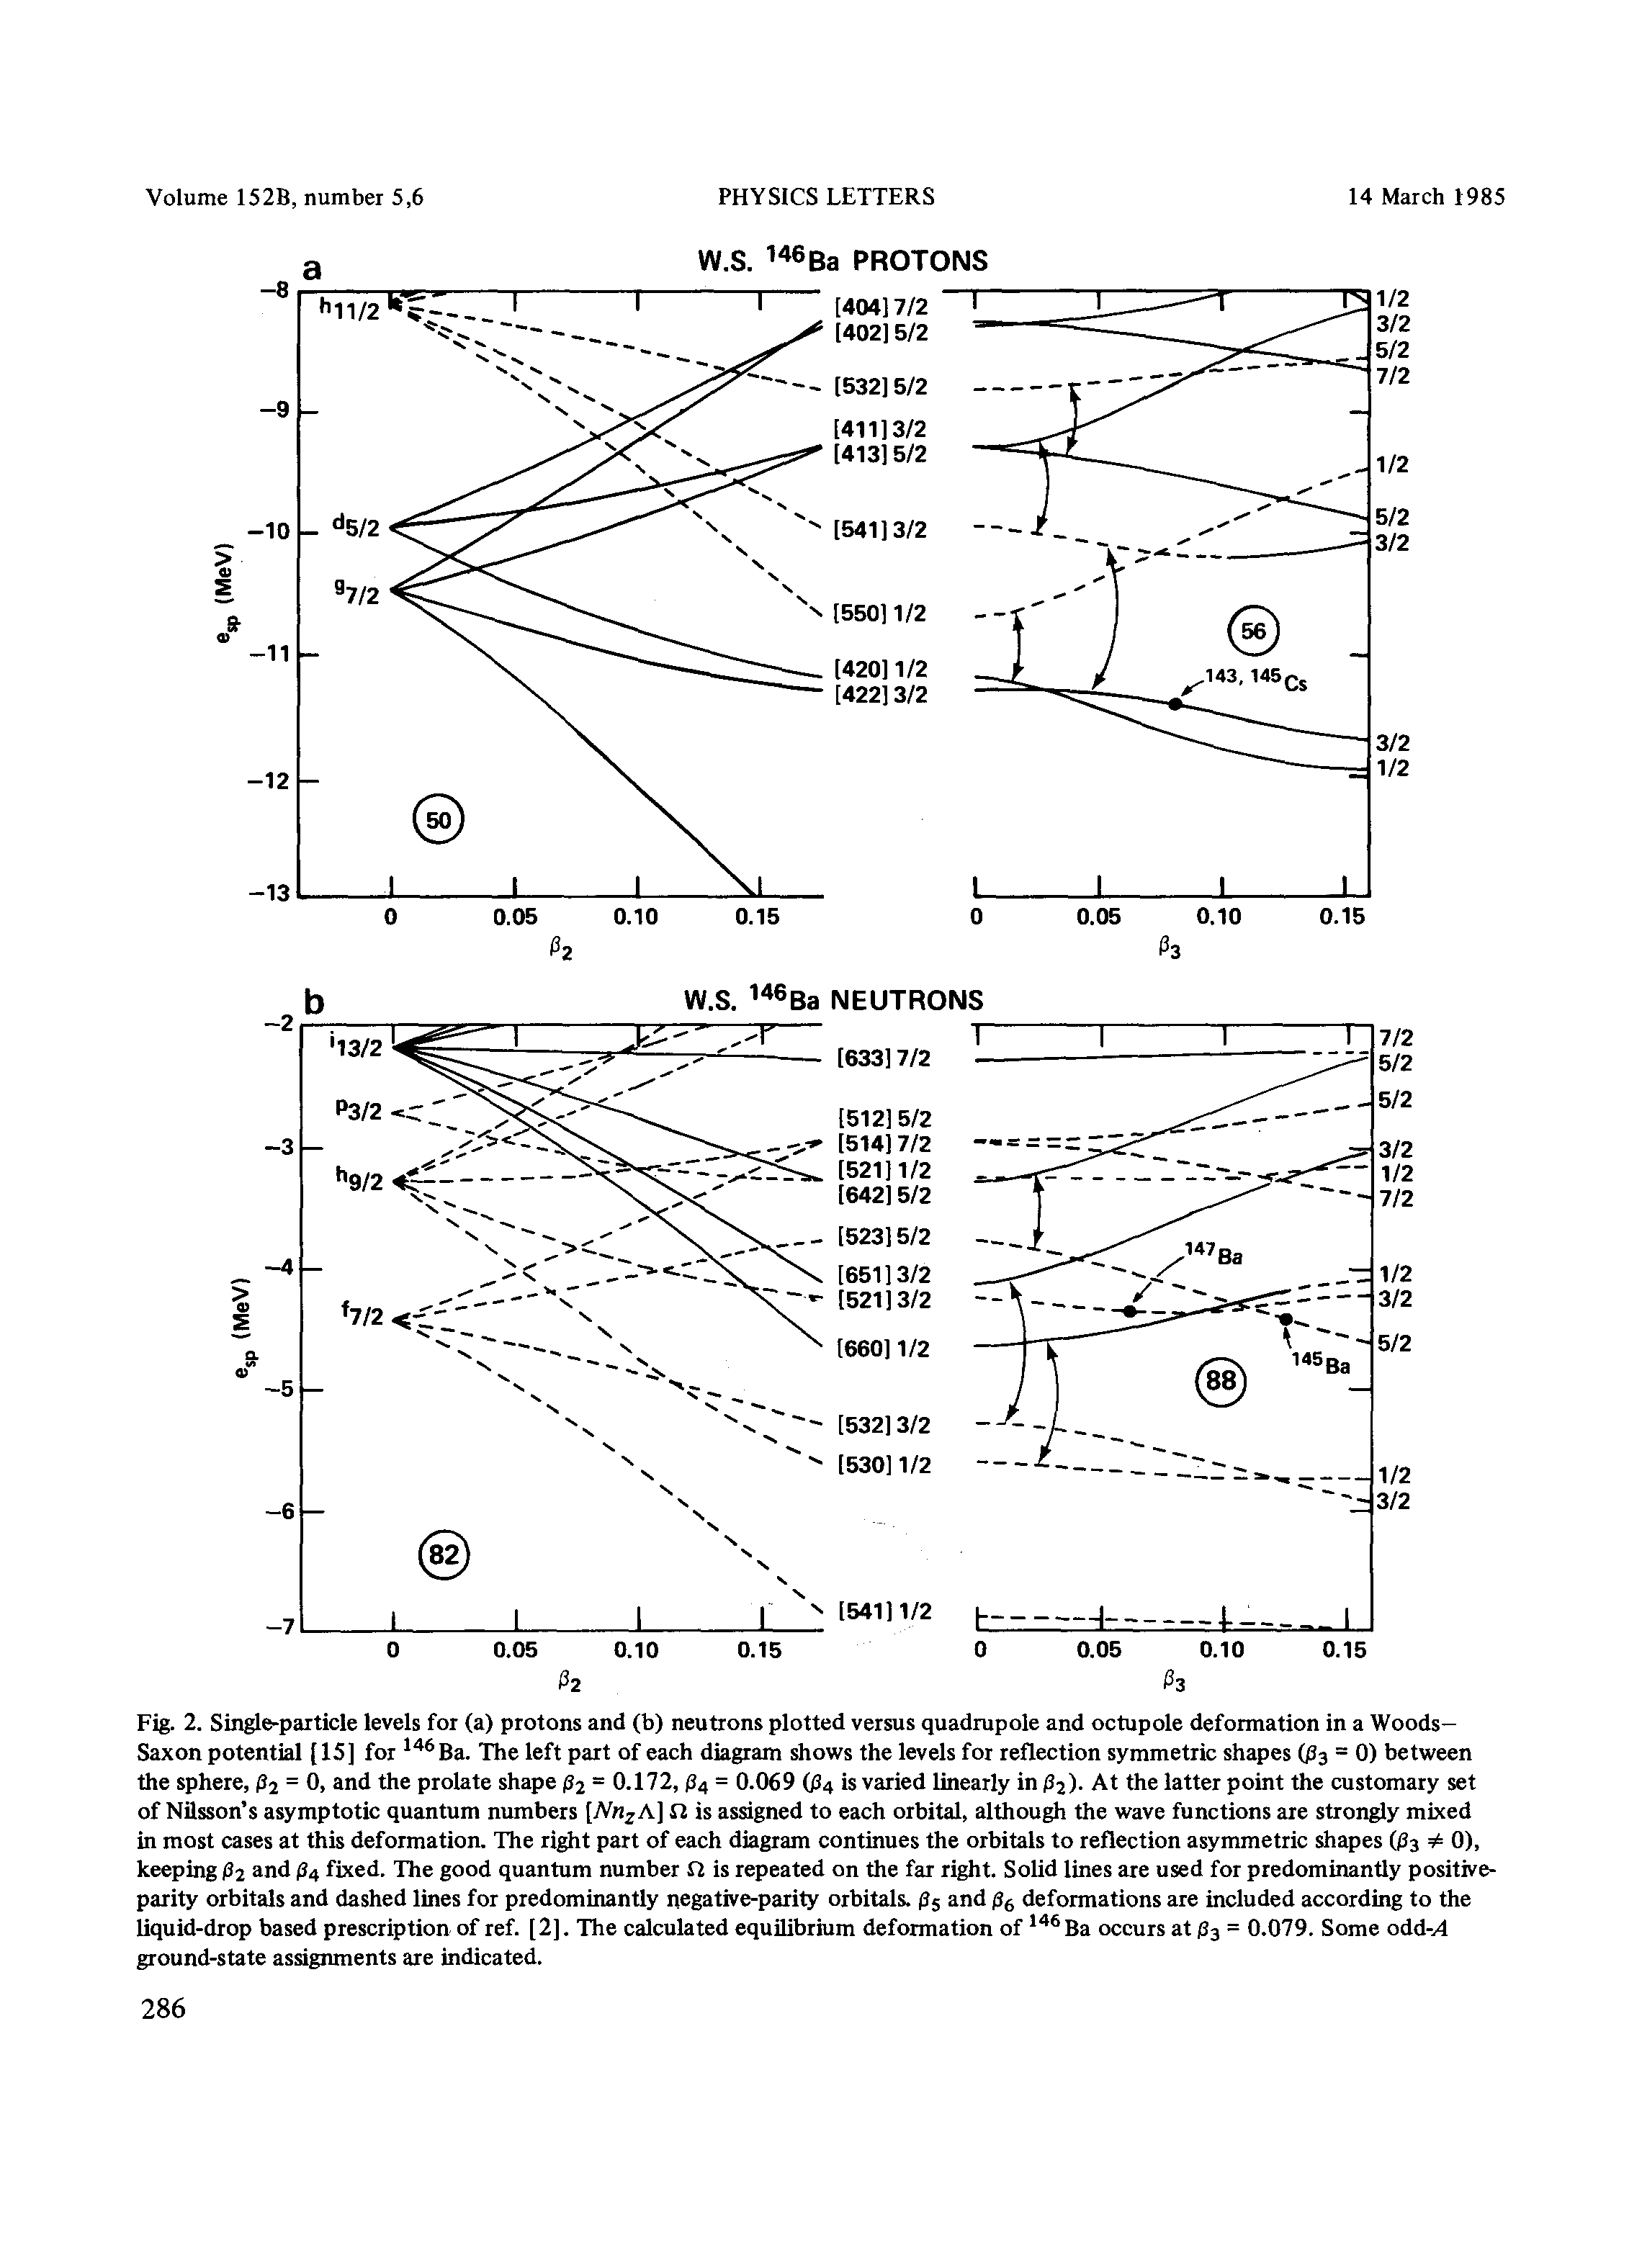 Volume 152B, number 5,6 PHYSICS LETTERS 14 March 1985
a W.S. ¹⁴⁶Ba PROTONS
−8
−9
−10
−11
−12
−13
e_sp (MeV)
h11/2
d5/2
g7/2
50
[404] 7/2
[402] 5/2
[532] 5/2
[411] 3/2
[413] 5/2
[541] 3/2
[550] 1/2
[420] 1/2
[422] 3/2
56
143, 145Cs
1/2
3/2
5/2
7/2
1/2
5/2
3/2
3/2
1/2
0 0.05 0.10 0.15 0 0.05 0.10 0.15
β₂ β₃
b W.S. ¹⁴⁶Ba NEUTRONS
−2
−3
−4
−5
−6
−7
e_sp (MeV)
i13/2
p3/2
h9/2
f7/2
82
[633] 7/2
[512] 5/2
[514] 7/2
[521] 1/2
[642] 5/2
[523] 5/2
[651] 3/2
[521] 3/2
[660] 1/2
[532] 3/2
[530] 1/2
[541] 1/2
147Ba
145Ba
88
7/2
5/2
5/2
3/2
1/2
7/2
1/2
3/2
5/2
1/2
3/2
0 0.05 0.10 0.15 0 0.05 0.10 0.15
β₂ β₃
Fig. 2. Single-particle levels for (a) protons and (b) neutrons plotted versus quadrupole and octupole deformation in a Woods–
Saxon potential [15] for ¹⁴⁶Ba. The left part of each diagram shows the levels for reflection symmetric shapes (β₃ = 0) between
the sphere, β₂ = 0, and the prolate shape β₂ = 0.172, β₄ = 0.069 (β₄ is varied linearly in β₂). At the latter point the customary set
of Nilsson's asymptotic quantum numbers [Nn_zΛ] Ω is assigned to each orbital, although the wave functions are strongly mixed
in most cases at this deformation. The right part of each diagram continues the orbitals to reflection asymmetric shapes (β₃ ≠ 0),
keeping β₂ and β₄ fixed. The good quantum number Ω is repeated on the far right. Solid lines are used for predominantly positive-
parity orbitals and dashed lines for predominantly negative-parity orbitals. β₅ and β₆ deformations are included according to the
liquid-drop based prescription of ref. [2]. The calculated equilibrium deformation of ¹⁴⁶Ba occurs at β₃ = 0.079. Some odd-A
ground-state assignments are indicated.
286